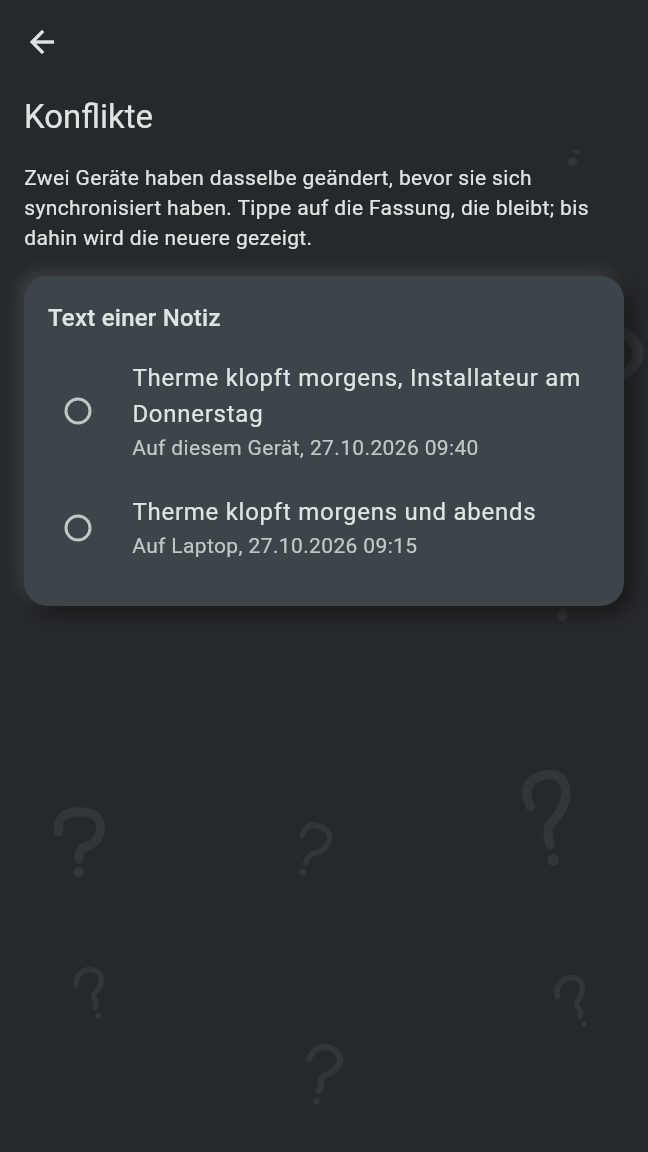 Konflikte
Zwei Geräte haben dasselbe geändert, bevor sie sich
synchronisiert haben. Tippe auf die Fassung, die bleibt; bis
dahin wird die neuere gezeigt.
Text einer Notiz
Therme klopft morgens, Installateur am
Donnerstag
Auf diesem Gerät, 27.10.2026 09:40
Therme klopft morgens und abends
Auf Laptop, 27.10.2026 09:15